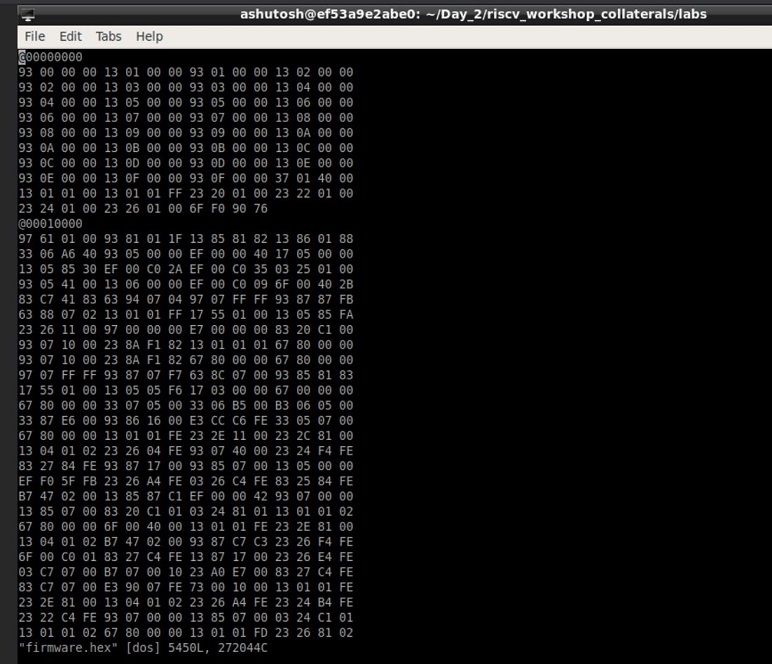 ashutosh@ef53a9e2abe0: ~/Day_2/riscv_workshop_collaterals/labs
File Edit Tabs Help
@00000000
93 00 00 00 13 01 00 00 93 01 00 00 13 02 00 00
93 02 00 00 13 03 00 00 93 03 00 00 13 04 00 00
93 04 00 00 13 05 00 00 93 05 00 00 13 06 00 00
93 06 00 00 13 07 00 00 93 07 00 00 13 08 00 00
93 08 00 00 13 09 00 00 93 09 00 00 13 0A 00 00
93 0A 00 00 13 0B 00 00 93 0B 00 00 13 0C 00 00
93 0C 00 00 13 0D 00 00 93 0D 00 00 13 0E 00 00
93 0E 00 00 13 0F 00 00 93 0F 00 00 37 01 40 00
13 01 01 00 13 01 01 FF 23 20 01 00 23 22 01 00
23 24 01 00 23 26 01 00 6F F0 90 76
@00010000
97 61 01 00 93 81 01 1F 13 85 81 82 13 86 01 88
33 06 A6 40 93 05 00 00 EF 00 00 40 17 05 00 00
13 05 85 30 EF 00 C0 2A EF 00 C0 35 03 25 01 00
93 05 41 00 13 06 00 00 EF 00 C0 09 6F 00 40 2B
83 C7 41 83 63 94 07 04 97 07 FF FF 93 87 87 FB
63 88 07 02 13 01 01 FF 17 55 01 00 13 05 85 FA
23 26 11 00 97 00 00 00 E7 00 00 00 83 20 C1 00
93 07 10 00 23 8A F1 82 13 01 01 01 67 80 00 00
93 07 10 00 23 8A F1 82 67 80 00 00 67 80 00 00
97 07 FF FF 93 87 07 F7 63 8C 07 00 93 85 81 83
17 55 01 00 13 05 05 F6 17 03 00 00 67 00 00 00
67 80 00 00 33 07 05 00 33 06 B5 00 B3 06 05 00
33 87 E6 00 93 86 16 00 E3 CC C6 FE 33 05 07 00
67 80 00 00 13 01 01 FE 23 2E 11 00 23 2C 81 00
13 04 01 02 23 26 04 FE 93 07 40 00 23 24 F4 FE
83 27 84 FE 93 87 17 00 93 85 07 00 13 05 00 00
EF F0 5F FB 23 26 A4 FE 03 26 C4 FE 83 25 84 FE
B7 47 02 00 13 85 87 C1 EF 00 00 42 93 07 00 00
13 85 07 00 83 20 C1 01 03 24 81 01 13 01 01 02
67 80 00 00 6F 00 40 00 13 01 01 FE 23 2E 81 00
13 04 01 02 B7 47 02 00 93 87 C7 C3 23 26 F4 FE
6F 00 C0 01 83 27 C4 FE 13 87 17 00 23 26 E4 FE
03 C7 07 00 B7 07 00 10 23 A0 E7 00 83 27 C4 FE
83 C7 07 00 E3 90 07 FE 73 00 10 00 13 01 01 FE
23 2E 81 00 13 04 01 02 23 26 A4 FE 23 24 B4 FE
23 22 C4 FE 93 07 00 00 13 85 07 00 03 24 C1 01
13 01 01 02 67 80 00 00 13 01 01 FD 23 26 81 02
"firmware.hex" [dos] 5450L, 272044C